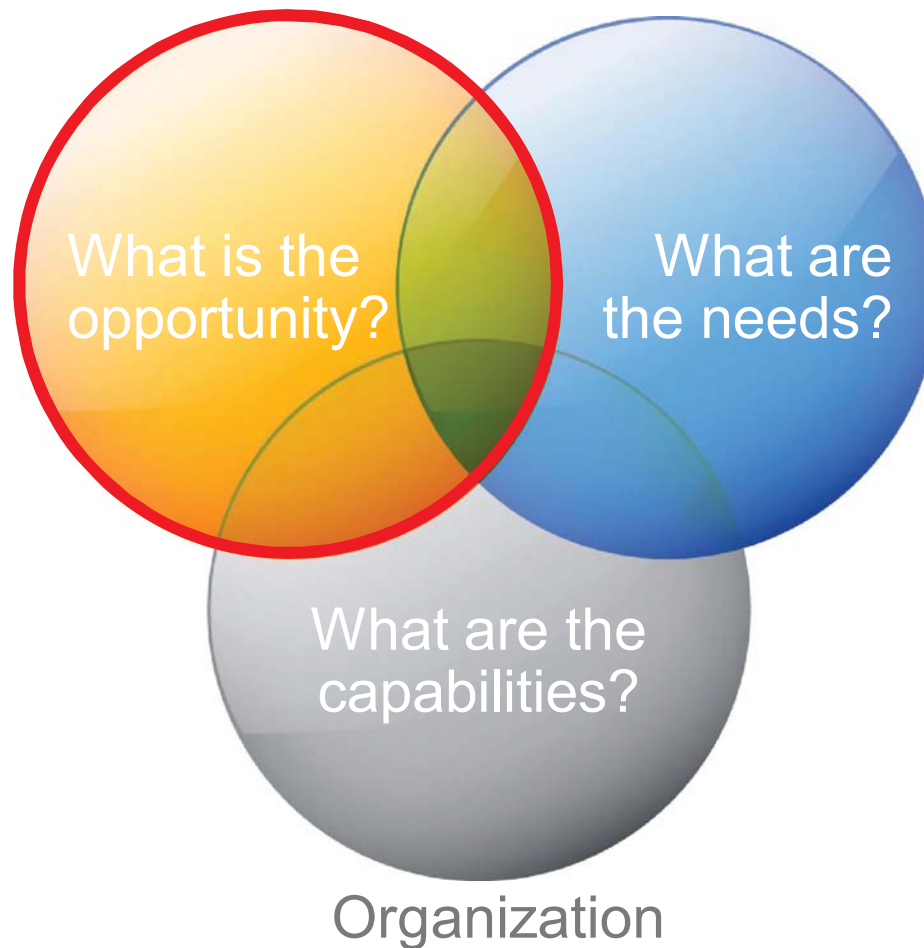 What is the
opportunity?
What are
the needs?
What are the
capabilities?
Organization